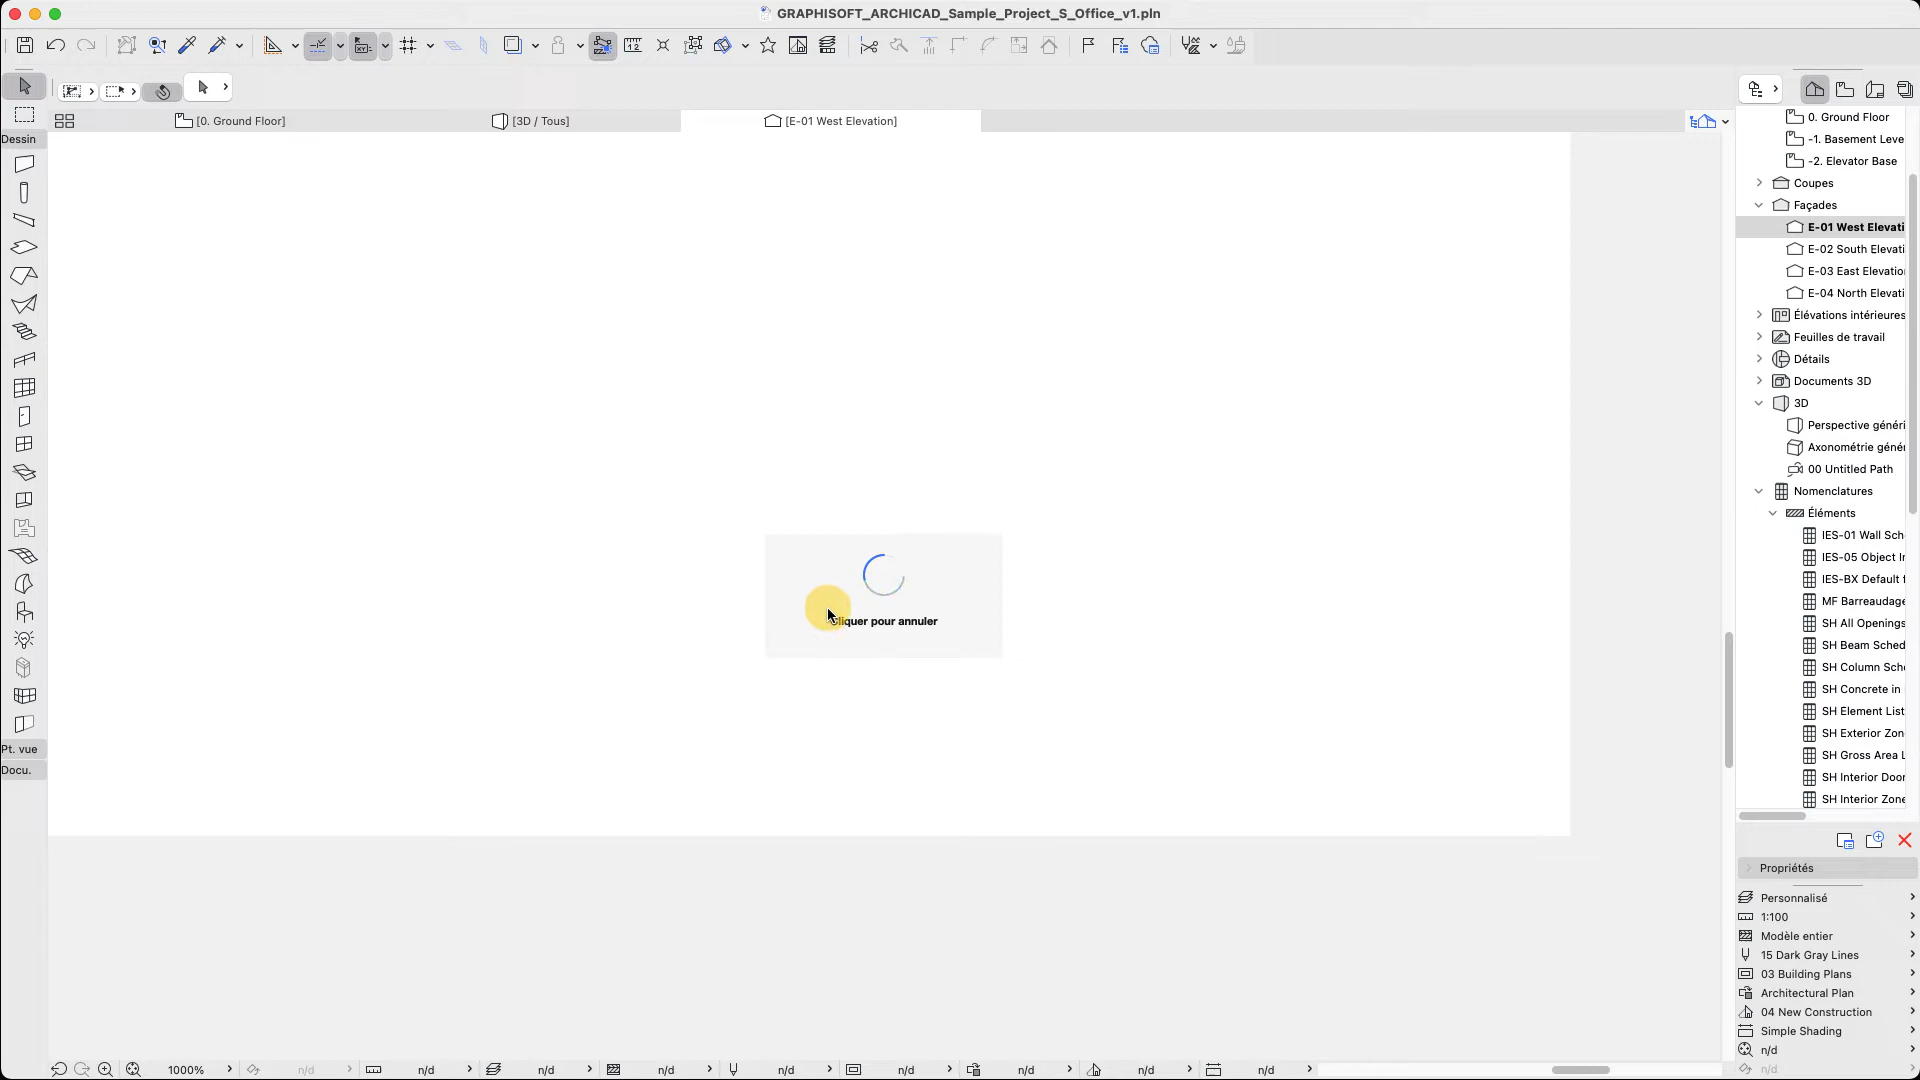 GRAPHISOFT_ARCHICAD_Sample_Project_S_Office_v1.pln
[0. Ground Floor]
[3D / Tous]
[E-01 West Elevation]
Dessin
Pt. vue
Docu.
liquer pour annuler
0. Ground Floor
-1. Basement Leve
-2. Elevator Base
Coupes
Façades
E-01 West Elevati
E-02 South Elevati
E-03 East Elevatio
E-04 North Elevati
Élévations intérieures
Feuilles de travail
Détails
Documents 3D
3D
Perspective généri
Axonométrie génér
00 Untitled Path
Nomenclatures
Éléments
IES-01 Wall Sch
IES-05 Object In
IES-BX Default f
MF Barreaudage
SH All Openings
SH Beam Sched
SH Column Sche
SH Concrete in
SH Element List
SH Exterior Zon
SH Gross Area L
SH Interior Door
SH Interior Zone
Propriétés
Personnalisé
1:100
Modèle entier
15 Dark Gray Lines
03 Building Plans
Architectural Plan
04 New Construction
Simple Shading
n/d
n/d
1000%
n/d
n/d
n/d
n/d
n/d
n/d
n/d
n/d
n/d